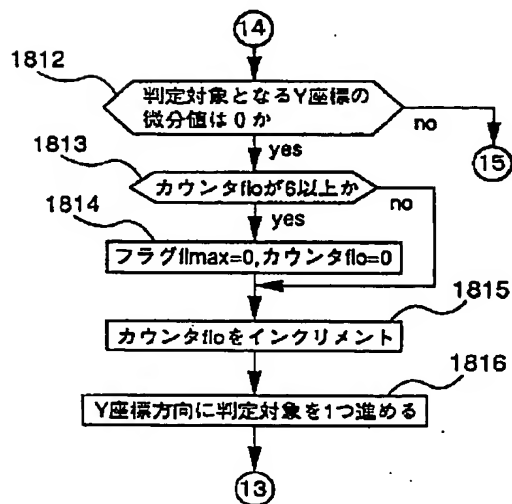 14
1812
判定対象となるY座標の
微分値は0か
no
15
yes
1813
カウンタfloが6以上か
no
yes
1814
フラグflmax=0,カウンタflo=0
1815
カウンタfloをインクリメント
1816
Y座標方向に判定対象を1つ進める
13